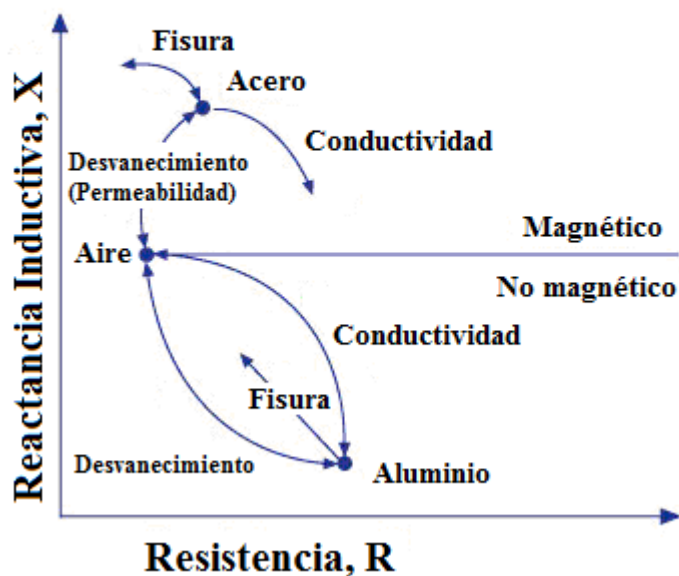 Reactancia Inductiva, X
Fisura
Acero
Conductividad
Desvanecimiento
(Permeabilidad)
Magnético
Aire
No magnético
Conductividad
Fisura
Desvanecimiento
Aluminio
Resistencia, R